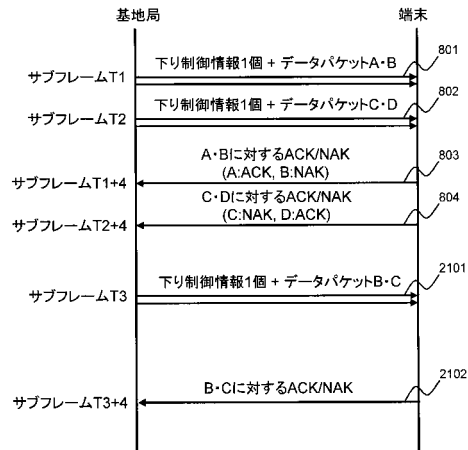 基地局
端末
801
下り制御情報1個 + データパケットA・B
サブフレームT1
802
下り制御情報1個 + データパケットC・D
サブフレームT2
A・Bに対するACK/NAK
803
(A:ACK, B:NAK)
サブフレームT1+4
C・Dに対するACK/NAK
804
(C:NAK, D:ACK)
サブフレームT2+4
2101
下り制御情報1個 + データパケットB・C
サブフレームT3
2102
B・Cに対するACK/NAK
サブフレームT3+4